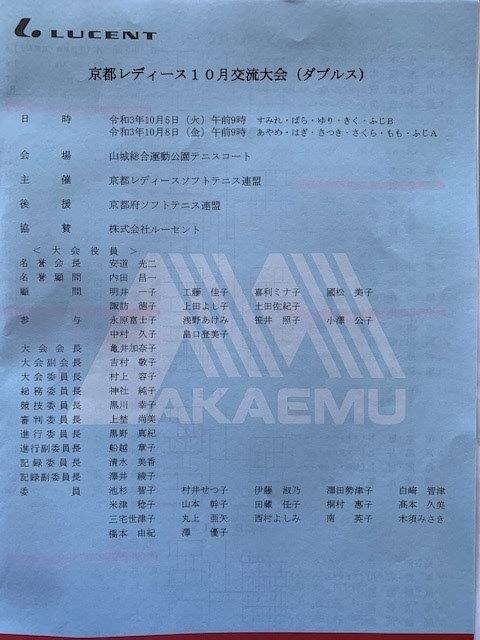 LUCENT
京都レディース10月交流大会（ダブルス）
日　時　令和3年10月5日（火）午前9時　すみれ・ばら・ゆり・きく・ふじB
令和3年10月8日（金）午前9時　あやめ・はぎ・さつき・さくら・もも・ふじA
会　場　山城総合運動公園テニスコート
主　催　京都レディースソフトテニス連盟
後　援　京都府ソフトテニス連盟
協　賛　株式会社ルーセント
＜大会役員＞
名誉会長　安道　光二
名誉顧問　内田　昌一
顧　問　明井　一子　工藤　佳子　喜利ミナ子　國松　美子
諏訪　徳子　上田よし子　土田佐紀子
参　与　永原富士子　浅野あけみ　笹井　照子　小澤　公子
中村　久子　畠口登美子
大会会長　亀井加奈子
大会副会長　吉村　敬子
大会委員長　村上　容子
総務委員長　神社　純子
競技委員長　黒川　幸子
審判委員長　上埜　尚美
進行委員長　黒野　真紀
進行副委員長　船越　章子
記録委員長　清水　美香
記録副委員長　澤井　綾子
委　員　池杉　智子　村井せつ子　伊藤　淑乃　澤田勢津子　白﨑　智津
米津　稔子　山本　幹子　田蔵　任子　桐村　惠子　髙本　久美
三宅世津子　丸上　亜矢　西村よしみ　南　英子　木須みさき
橋本　由紀　澤　優子
AKAEMU